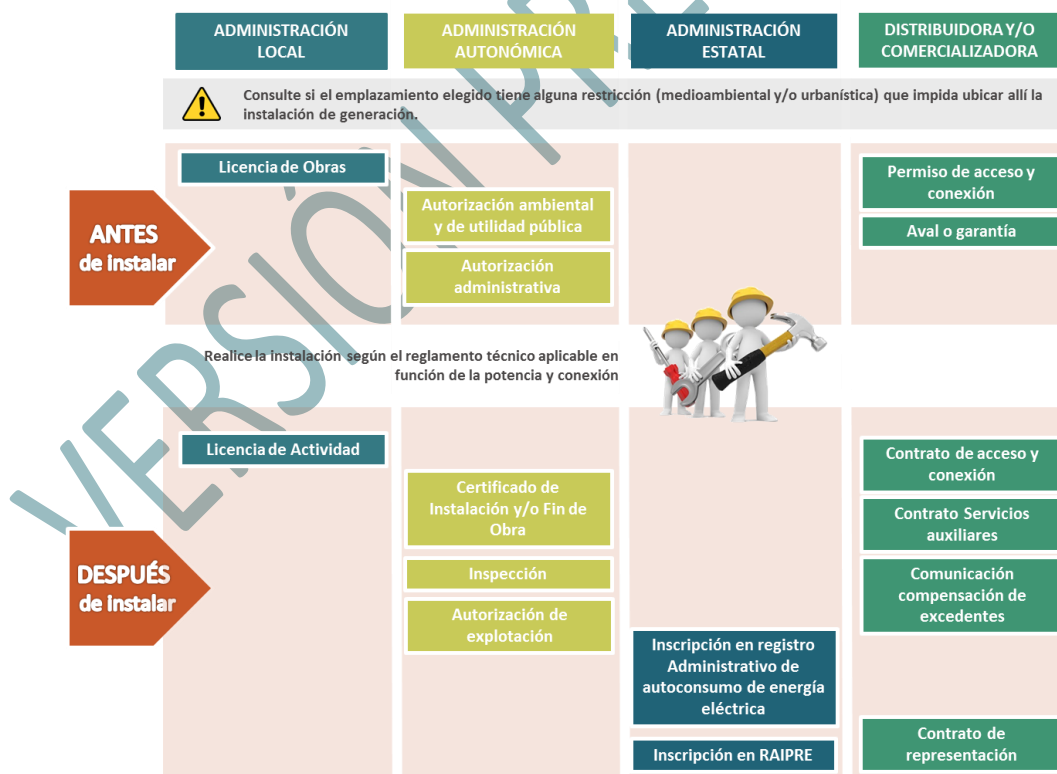 ADMINISTRACIÓN
LOCAL
ADMINISTRACIÓN
AUTONÓMICA
ADMINISTRACIÓN
ESTATAL
DISTRIBUIDORA Y/O
COMERCIALIZADORA
Consulte si el emplazamiento elegido tiene alguna restricción (medioambiental y/o urbanística) que impida ubicar allí la
instalación de generación.
ANTES
de instalar
Licencia de Obras
Autorización ambiental
y de utilidad pública
Autorización
administrativa
Permiso de acceso y
conexión
Aval o garantía
Realice la instalación según el reglamento técnico aplicable en
función de la potencia y conexión
DESPUÉS
de instalar
Licencia de Actividad
Certificado de
Instalación y/o Fin de
Obra
Inspección
Autorización de
explotación
Inscripción en registro
Administrativo de
autoconsumo de energía
eléctrica
Inscripción en RAIPRE
Contrato de acceso y
conexión
Contrato Servicios
auxiliares
Comunicación
compensación de
excedentes
Contrato de
representación
VERSIÓN